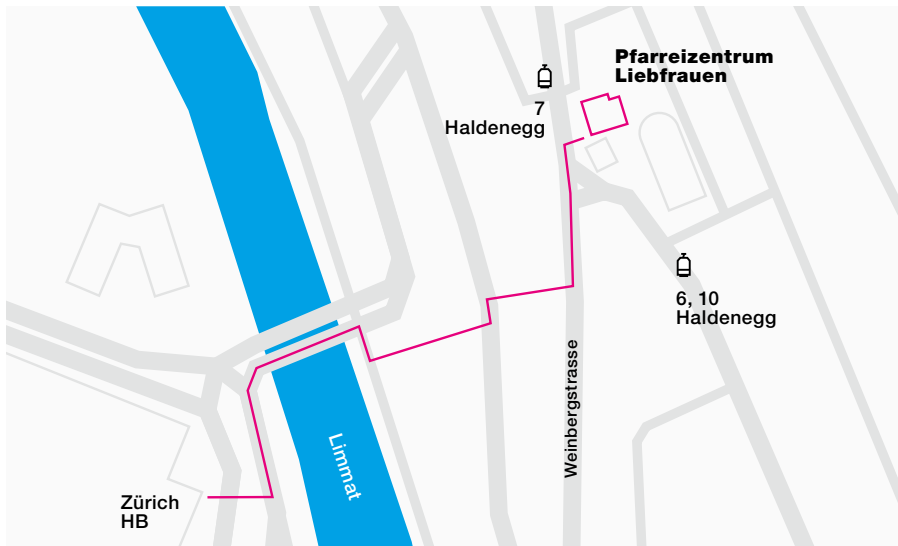 Pfarreizentrum
Liebfrauen
7
Haldenegg
6, 10
Haldenegg
Weinbergstrasse
Limmat
Zürich
HB